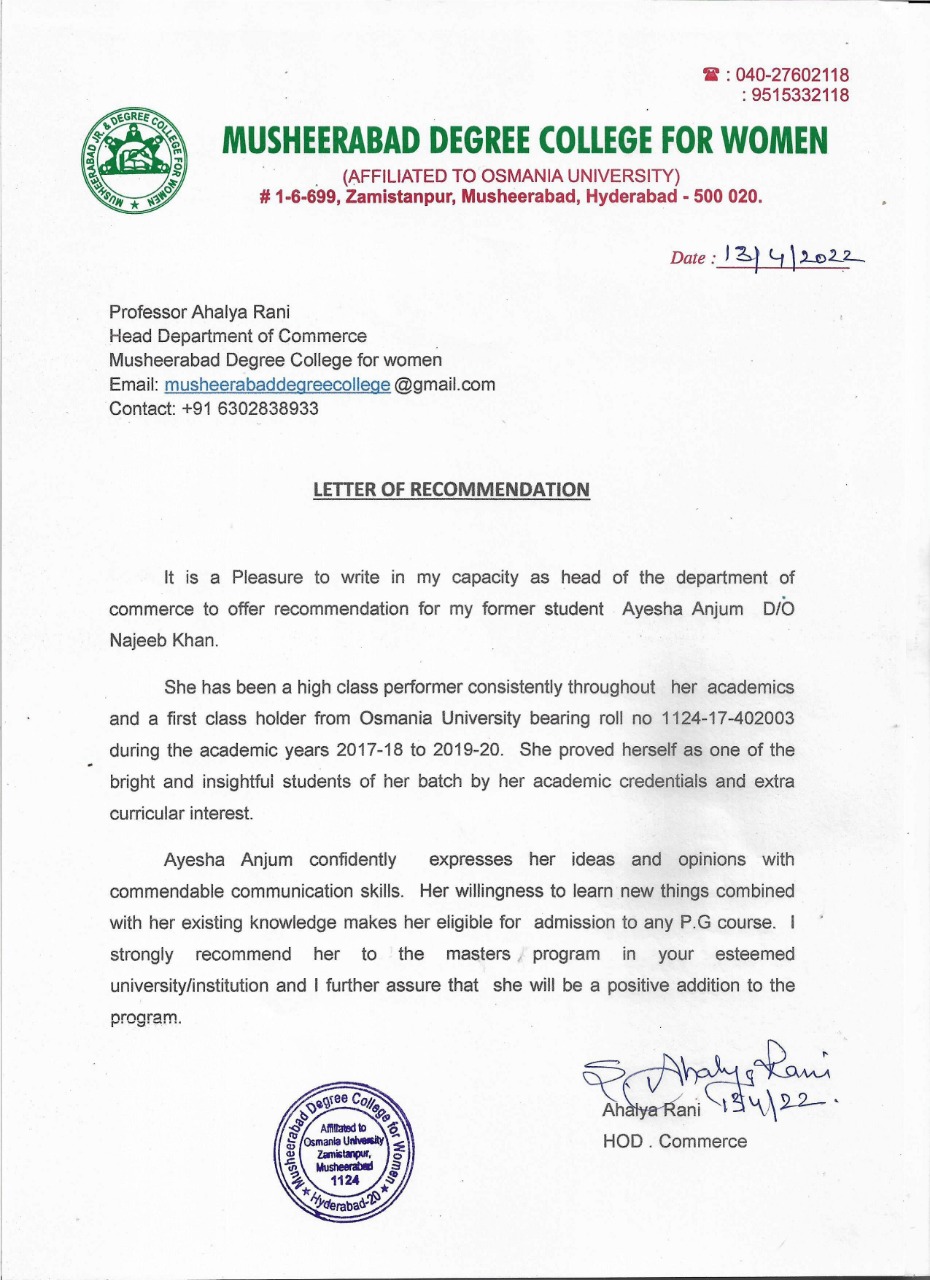 ☎ : 040-27602118
: 9515332118
MUSHEERABAD JR. & DEGREE COLLEGE FOR WOMEN
MUSHEERABAD DEGREE COLLEGE FOR WOMEN
(AFFILIATED TO OSMANIA UNIVERSITY)
# 1-6-699, Zamistanpur, Musheerabad, Hyderabad - 500 020.
Date : 13/4/2022
Professor Ahalya Rani
Head Department of Commerce
Musheerabad Degree College for women
Email: musheerabaddegreecollege @gmail.com
Contact: +91 6302838933
LETTER OF RECOMMENDATION
It is a Pleasure to write in my capacity as head of the department of
commerce to offer recommendation for my former student Ayesha Anjum D/O
Najeeb Khan.
She has been a high class performer consistently throughout her academics
and a first class holder from Osmania University bearing roll no 1124-17-402003
during the academic years 2017-18 to 2019-20. She proved herself as one of the
bright and insightful students of her batch by her academic credentials and extra
curricular interest.
Ayesha Anjum confidently expresses her ideas and opinions with
commendable communication skills. Her willingness to learn new things combined
with her existing knowledge makes her eligible for admission to any P.G course. I
strongly recommend her to the masters program in your esteemed
university/institution and I further assure that she will be a positive addition to the
program.
S. Ahalya Rani
13/4/22.
Ahalya Rani
HOD . Commerce
Musheerabad Degree College for Women
Affiliated to
Osmania University
Zamistanpur,
Musheerabad
1124
Hyderabad-20